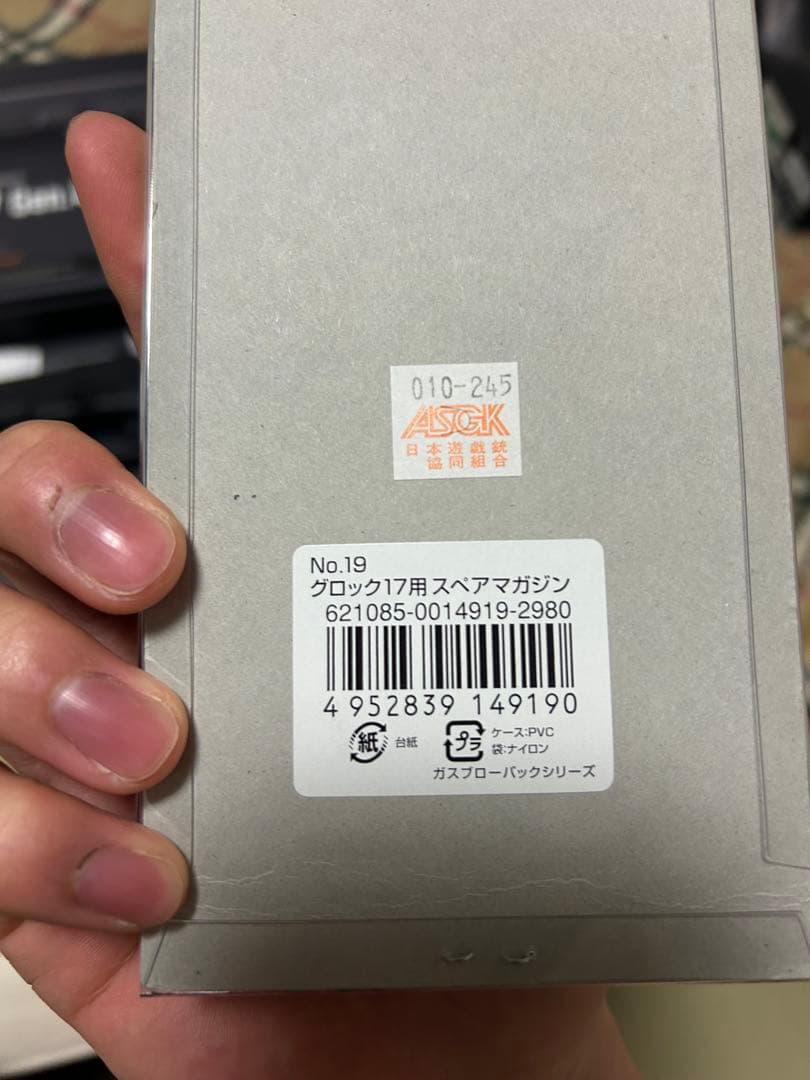 010-245
ASGK
日本遊戯銃
協同組合
No.19
グロック17用 スペアマガジン
621085-0014919-2980
4 952839 149190
紙 台紙
プラ ケース:PVC
袋:ナイロン
ガスブローバックシリーズ